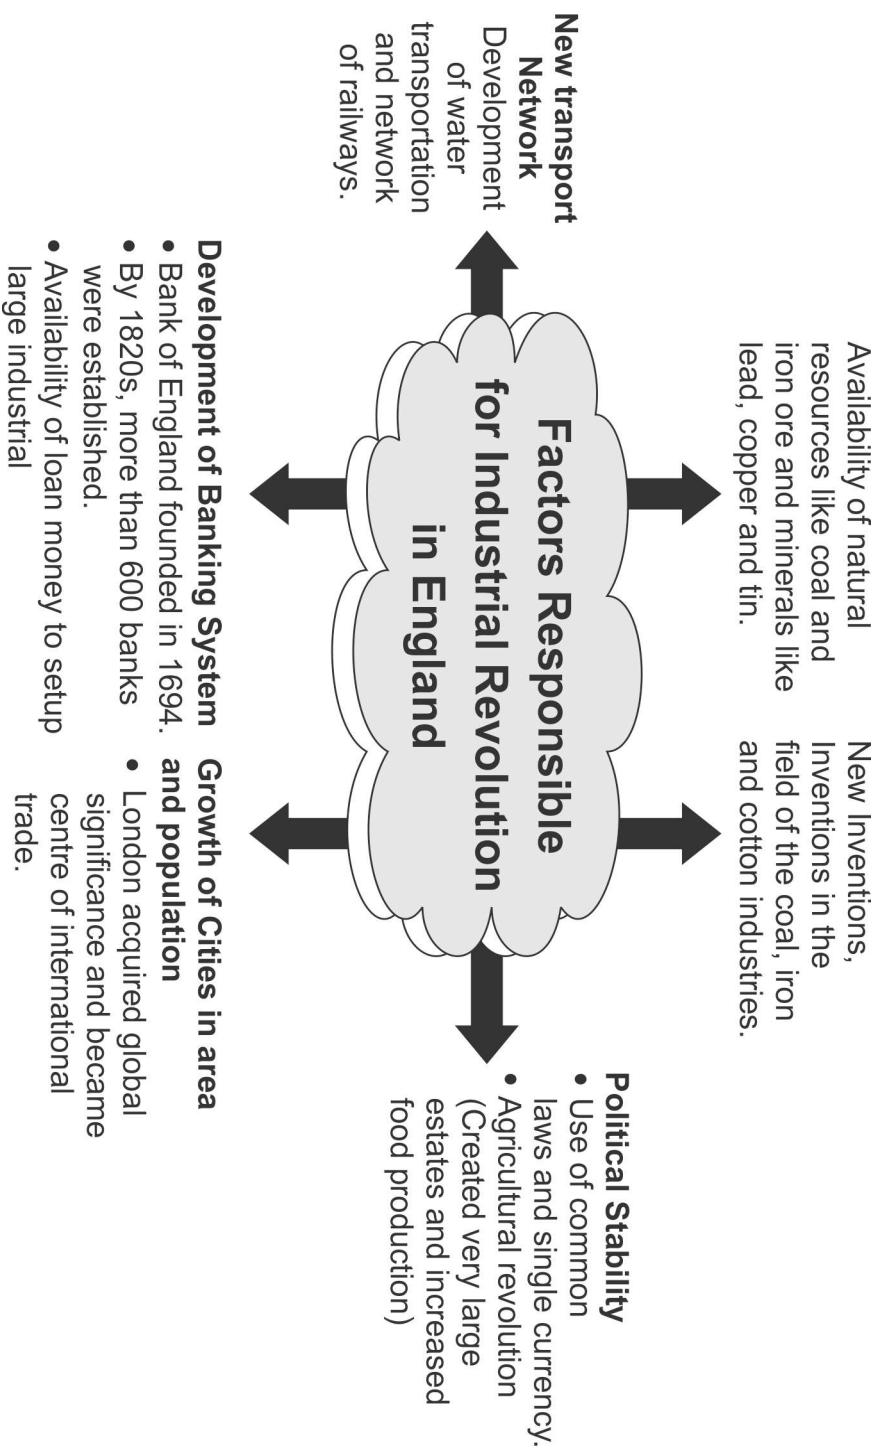 Availability of natural
resources like coal and
iron ore and minerals like
lead, copper and tin.
New Inventions,
Inventions in the
field of the coal, iron
and cotton industries.
New transport
Network
Development
of water
transportation
and network
of railways.
Factors Responsible
for Industrial Revolution
in England
Political Stability
• Use of common
laws and single currency.
• Agricultural revolution
(Created very large
estates and increased
food production)
Development of Banking System
• Bank of England founded in 1694.
• By 1820s, more than 600 banks
were established.
• Availability of loan money to setup
large industrial
Growth of Cities in area
and population
• London acquired global
significance and became
centre of international
trade.